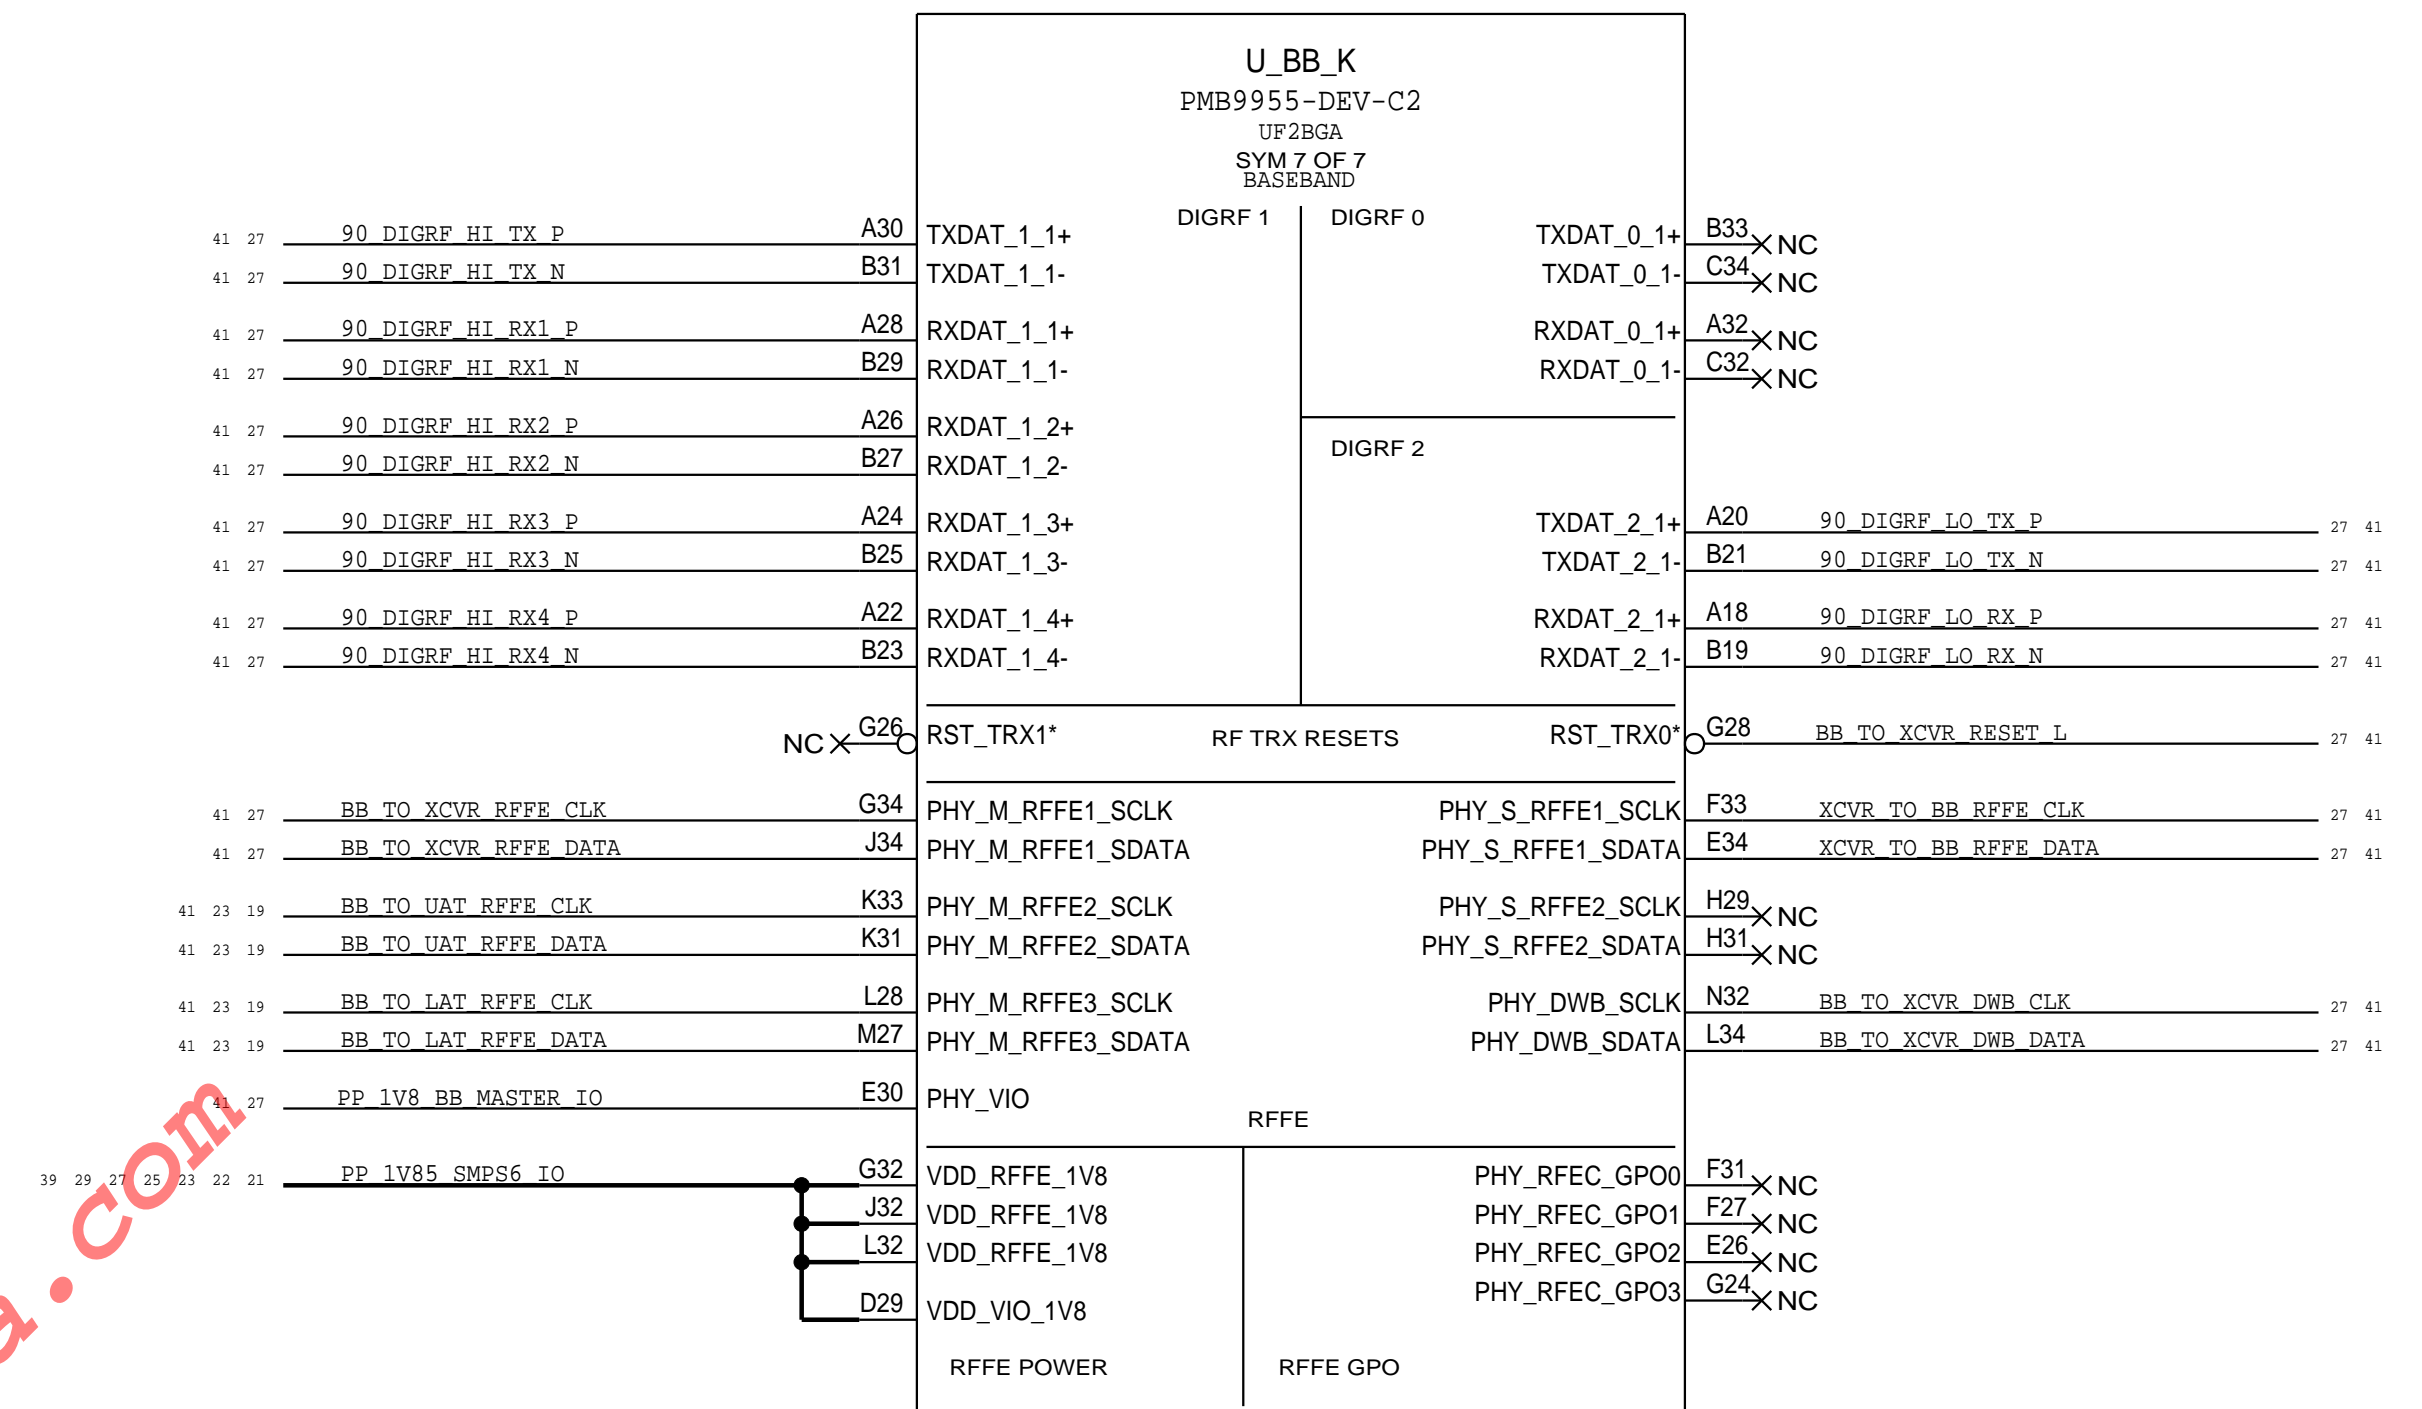 U_BB_K
PMB9955-DEV-C2
UF2BGA
SYM 7 OF 7
BASEBAND
DIGRF 1 DIGRF 0
41 27 90_DIGRF_HI_TX_P A30 TXDAT_1_1+ TXDAT_0_1+ B33 NC
41 27 90_DIGRF_HI_TX_N B31 TXDAT_1_1- TXDAT_0_1- C34 NC
41 27 90_DIGRF_HI_RX1_P A28 RXDAT_1_1+ RXDAT_0_1+ A32 NC
41 27 90_DIGRF_HI_RX1_N B29 RXDAT_1_1- RXDAT_0_1- C32 NC
41 27 90_DIGRF_HI_RX2_P A26 RXDAT_1_2+
DIGRF 2
41 27 90_DIGRF_HI_RX2_N B27 RXDAT_1_2-
41 27 90_DIGRF_HI_RX3_P A24 RXDAT_1_3+ TXDAT_2_1+ A20 90_DIGRF_LO_TX_P 27 41
41 27 90_DIGRF_HI_RX3_N B25 RXDAT_1_3- TXDAT_2_1- B21 90_DIGRF_LO_TX_N 27 41
41 27 90_DIGRF_HI_RX4_P A22 RXDAT_1_4+ RXDAT_2_1+ A18 90_DIGRF_LO_RX_P 27 41
41 27 90_DIGRF_HI_RX4_N B23 RXDAT_1_4- RXDAT_2_1- B19 90_DIGRF_LO_RX_N 27 41
NC G26 RST_TRX1* RF TRX RESETS RST_TRX0* G28 BB_TO_XCVR_RESET_L 27 41
41 27 BB_TO_XCVR_RFFE_CLK G34 PHY_M_RFFE1_SCLK PHY_S_RFFE1_SCLK F33 XCVR_TO_BB_RFFE_CLK 27 41
41 27 BB_TO_XCVR_RFFE_DATA J34 PHY_M_RFFE1_SDATA PHY_S_RFFE1_SDATA E34 XCVR_TO_BB_RFFE_DATA 27 41
41 23 19 BB_TO_UAT_RFFE_CLK K33 PHY_M_RFFE2_SCLK PHY_S_RFFE2_SCLK H29 NC
41 23 19 BB_TO_UAT_RFFE_DATA K31 PHY_M_RFFE2_SDATA PHY_S_RFFE2_SDATA H31 NC
41 23 19 BB_TO_LAT_RFFE_CLK L28 PHY_M_RFFE3_SCLK PHY_DWB_SCLK N32 BB_TO_XCVR_DWB_CLK 27 41
41 23 19 BB_TO_LAT_RFFE_DATA M27 PHY_M_RFFE3_SDATA PHY_DWB_SDATA L34 BB_TO_XCVR_DWB_DATA 27 41
41 27 PP_1V8_BB_MASTER_IO E30 PHY_VIO
RFFE
39 29 27 25 23 22 21 PP_1V85_SMPS6_IO G32 VDD_RFFE_1V8 PHY_RFEC_GPO0 F31 NC
J32 VDD_RFFE_1V8 PHY_RFEC_GPO1 F27 NC
L32 VDD_RFFE_1V8 PHY_RFEC_GPO2 E26 NC
PHY_RFEC_GPO3 G24 NC
D29 VDD_VIO_1V8
RFFE POWER RFFE GPO
a.com